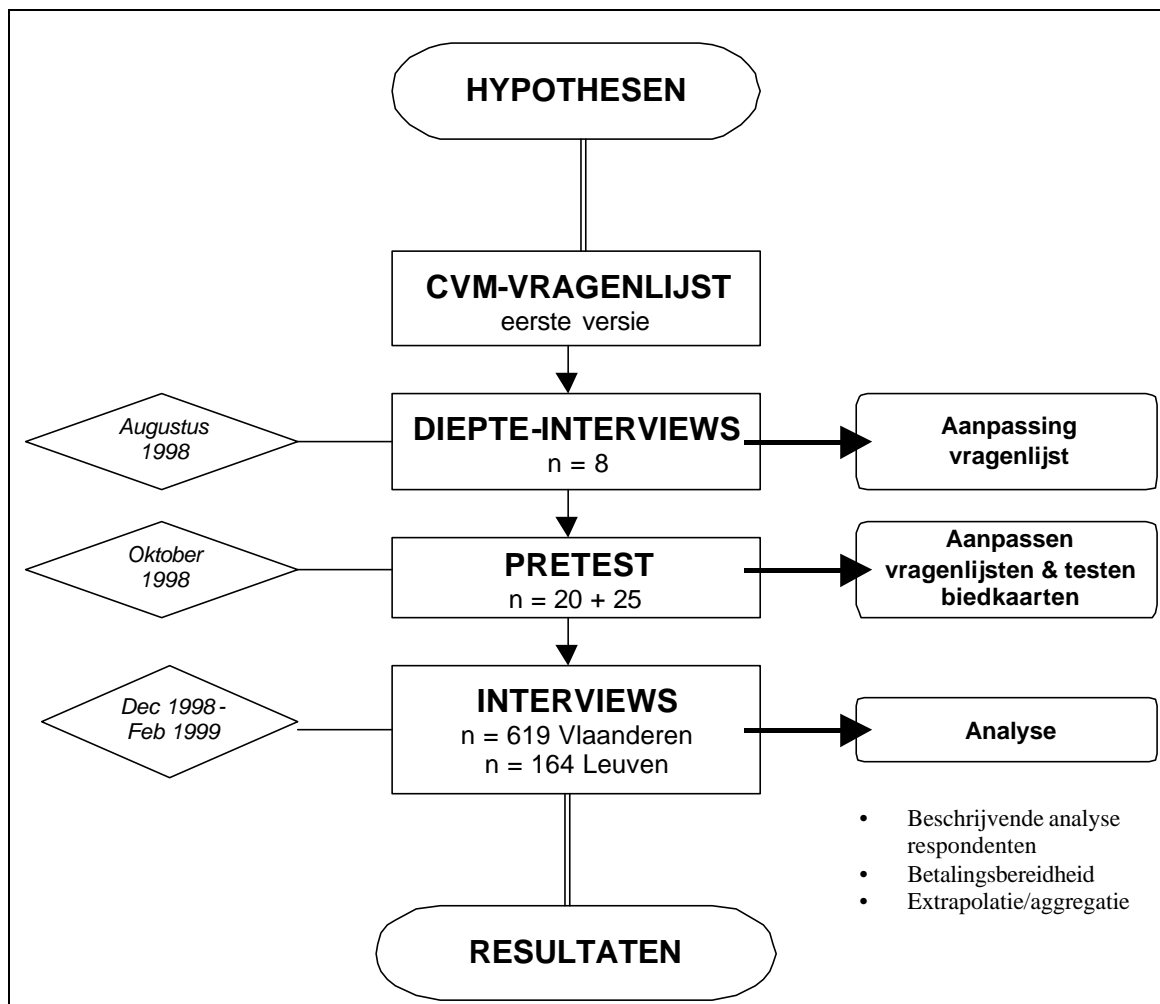 HYPOTHESEN
CVM-VRAGENLIJST
eerste versie
Augustus
1998
DIEPTE-INTERVIEWS
n = 8
Aanpassing
vragenlijst
Oktober
1998
PRETEST
n = 20 + 25
Aanpassen
vragenlijsten & testen
biedkaarten
Dec 1998 -
Feb 1999
INTERVIEWS
n = 619 Vlaanderen
n = 164 Leuven
Analyse
• Beschrijvende analyse
respondenten
• Betalingsbereidheid
• Extrapolatie/aggregatie
RESULTATEN